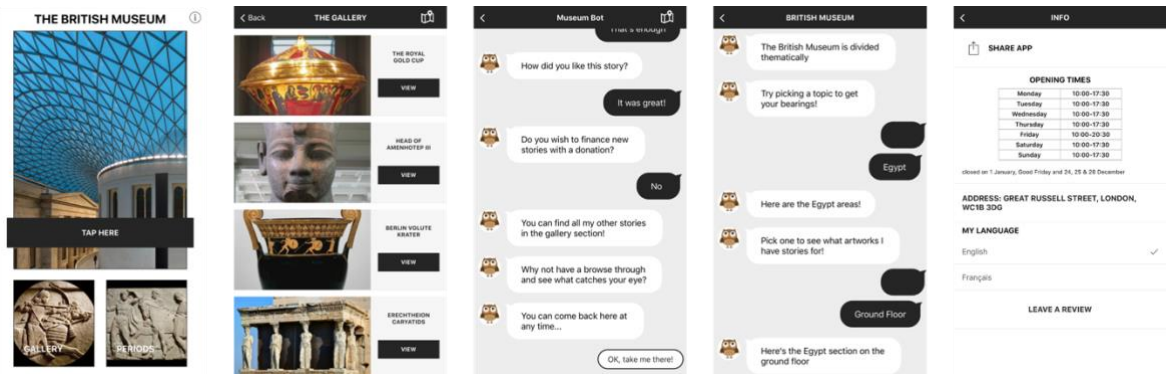 THE BRITISH MUSEUM
TAP HERE
GALLERY
PERIODS
Back
THE GALLERY
THE ROYAL
GOLD CUP
VIEW
HEAD OF
AMENHOTEP III
VIEW
BERLIN VOLUTE
KRATER
VIEW
ERECHTHEION
CARYATIDS
VIEW
Museum Bot
That's enough
How did you like this story?
It was great!
Do you wish to finance new
stories with a donation?
No
You can find all my other stories
in the gallery section!
Why not have a browse through
and see what catches your eye?
You can come back here at
any time...
OK, take me there!
BRITISH MUSEUM
The British Museum is divided
thematically
Try picking a topic to get
your bearings!
Egypt
Here are the Egypt areas!
Pick one to see what artworks I
have stories for!
Ground Floor
Here's the Egypt section on the
ground floor
INFO
SHARE APP
OPENING TIMES
Monday 10:00-17:30
Tuesday 10:00-17:30
Wednesday 10:00-17:30
Thursday 10:00-17:30
Friday 10:00-20:30
Saturday 10:00-17:30
Sunday 10:00-17:30
closed on 1 January, Good Friday and 24, 25 & 26 December
ADDRESS: GREAT RUSSELL STREET, LONDON,
WC1B 3DG
MY LANGUAGE
English
Français
LEAVE A REVIEW